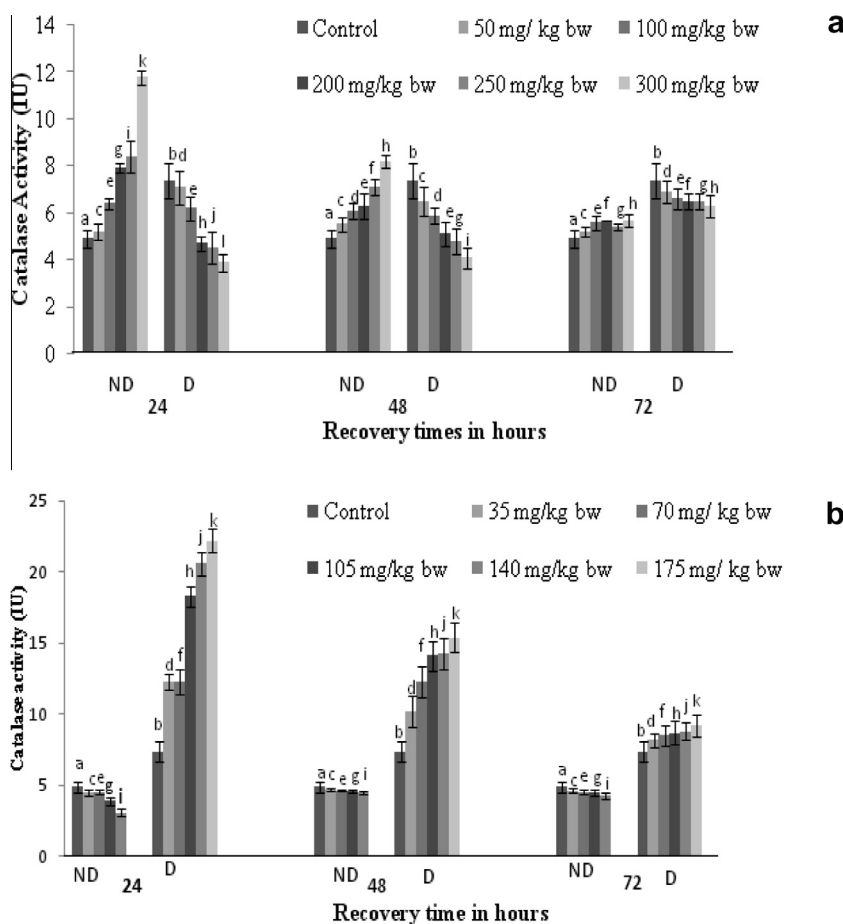 a
Control
50 mg/ kg bw
100 mg/kg bw
200 mg/kg bw
250 mg/kg bw
300 mg/kg bw
Catalase Activity (IU)
14
12
10
8
6
4
2
0
a c e g i k
b d e h j l
a c d e f h
b c d e g i
a c e f g h
b d e f g h
ND D ND D ND D
24 48 72
Recovery times in hours
b
Control
35 mg/kg bw
70 mg/ kg bw
105 mg/kg bw
140 mg/kg bw
175 mg/ kg bw
Catalase activity (IU)
25
20
15
10
5
0
a c e g i
b d f h j k
a c e g i
b d f h j k
a c e g i
b d f h j k
ND D ND D ND D
24 48 72
Recovery time in hours